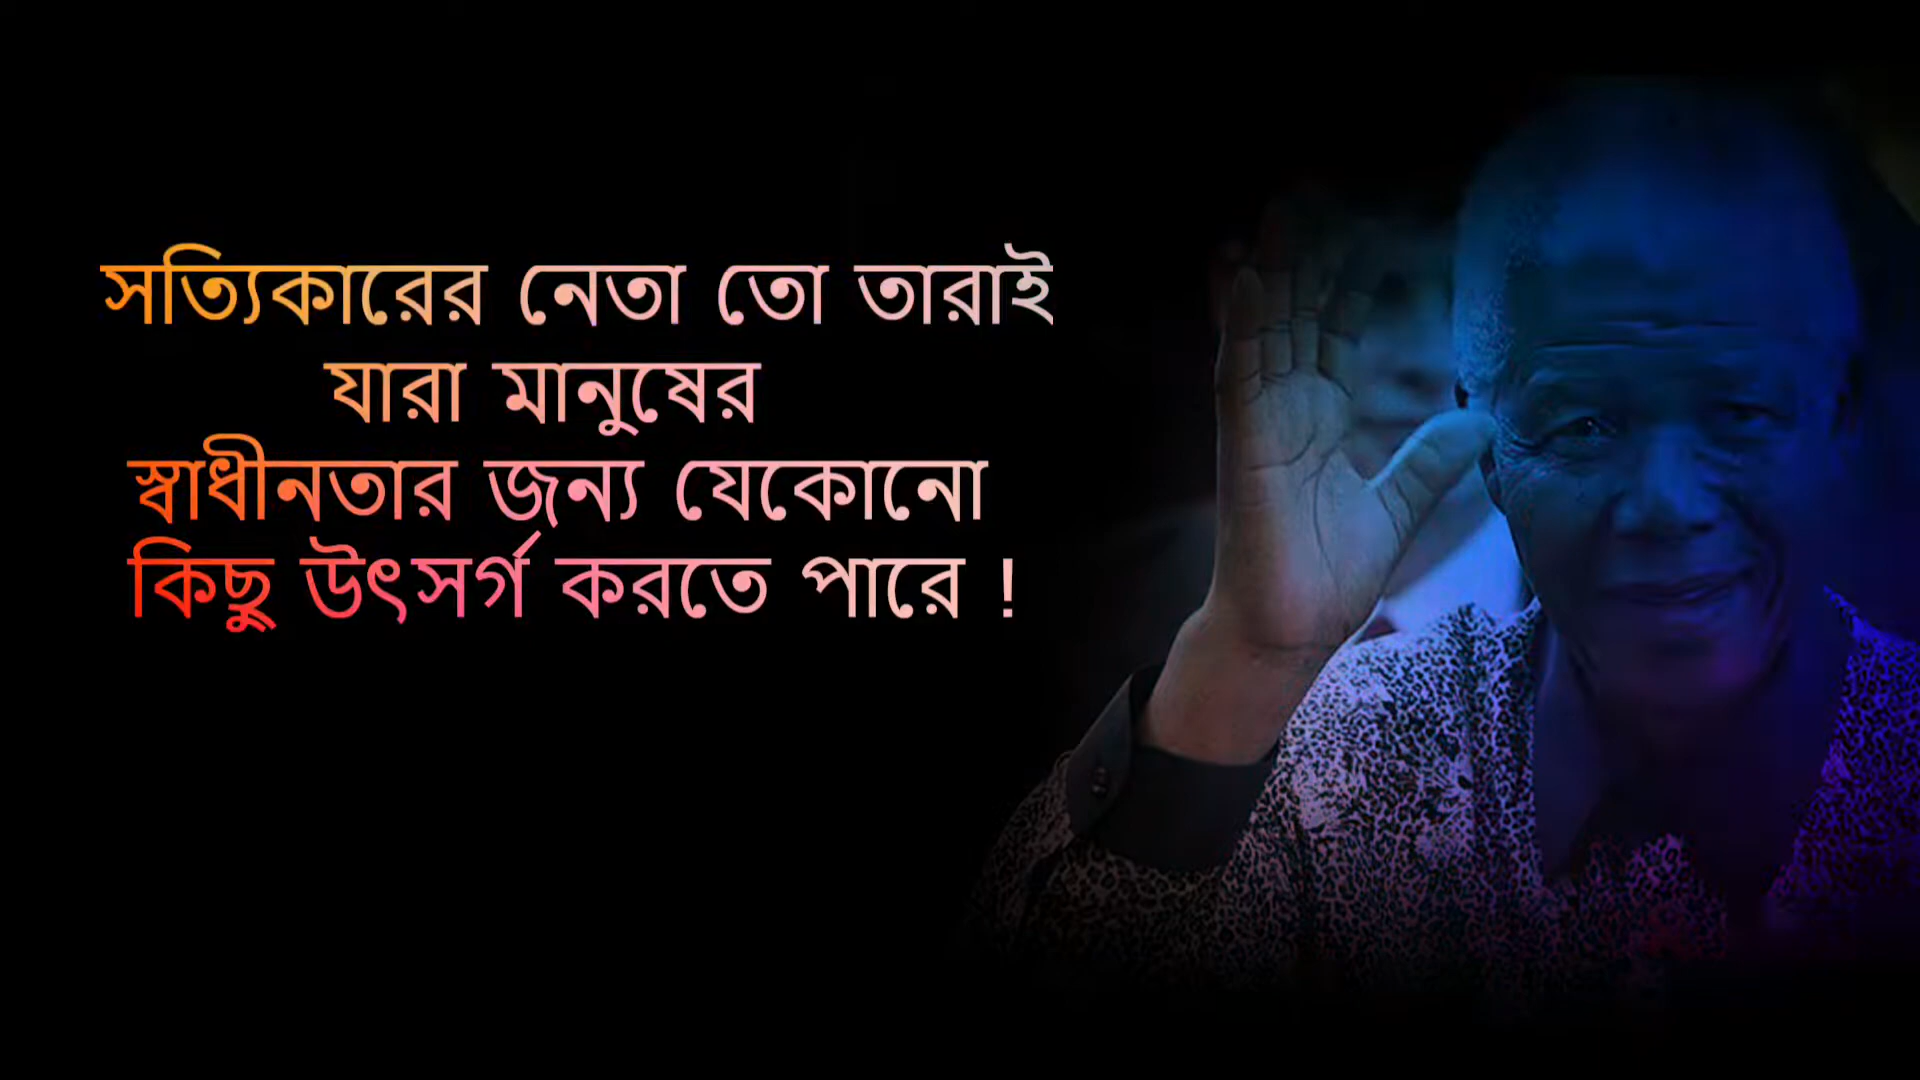 সত্যিকারের নেতা তো তারাই
যারা মানুষের
স্বাধীনতার জন্য যেকোনো
কিছু উৎসর্গ করতে পারে !